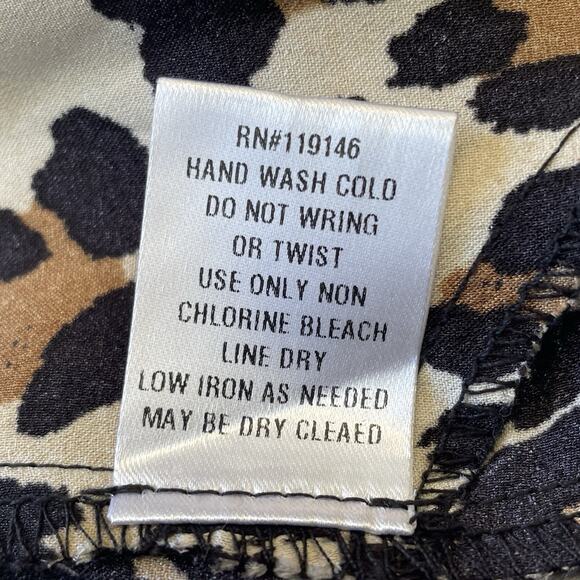 RN#119146
HAND WASH COLD
DO NOT WRING
OR TWIST
USE ONLY NON
CHLORINE BLEACH
LINE DRY
LOW IRON AS NEEDED
MAY BE DRY CLEAED